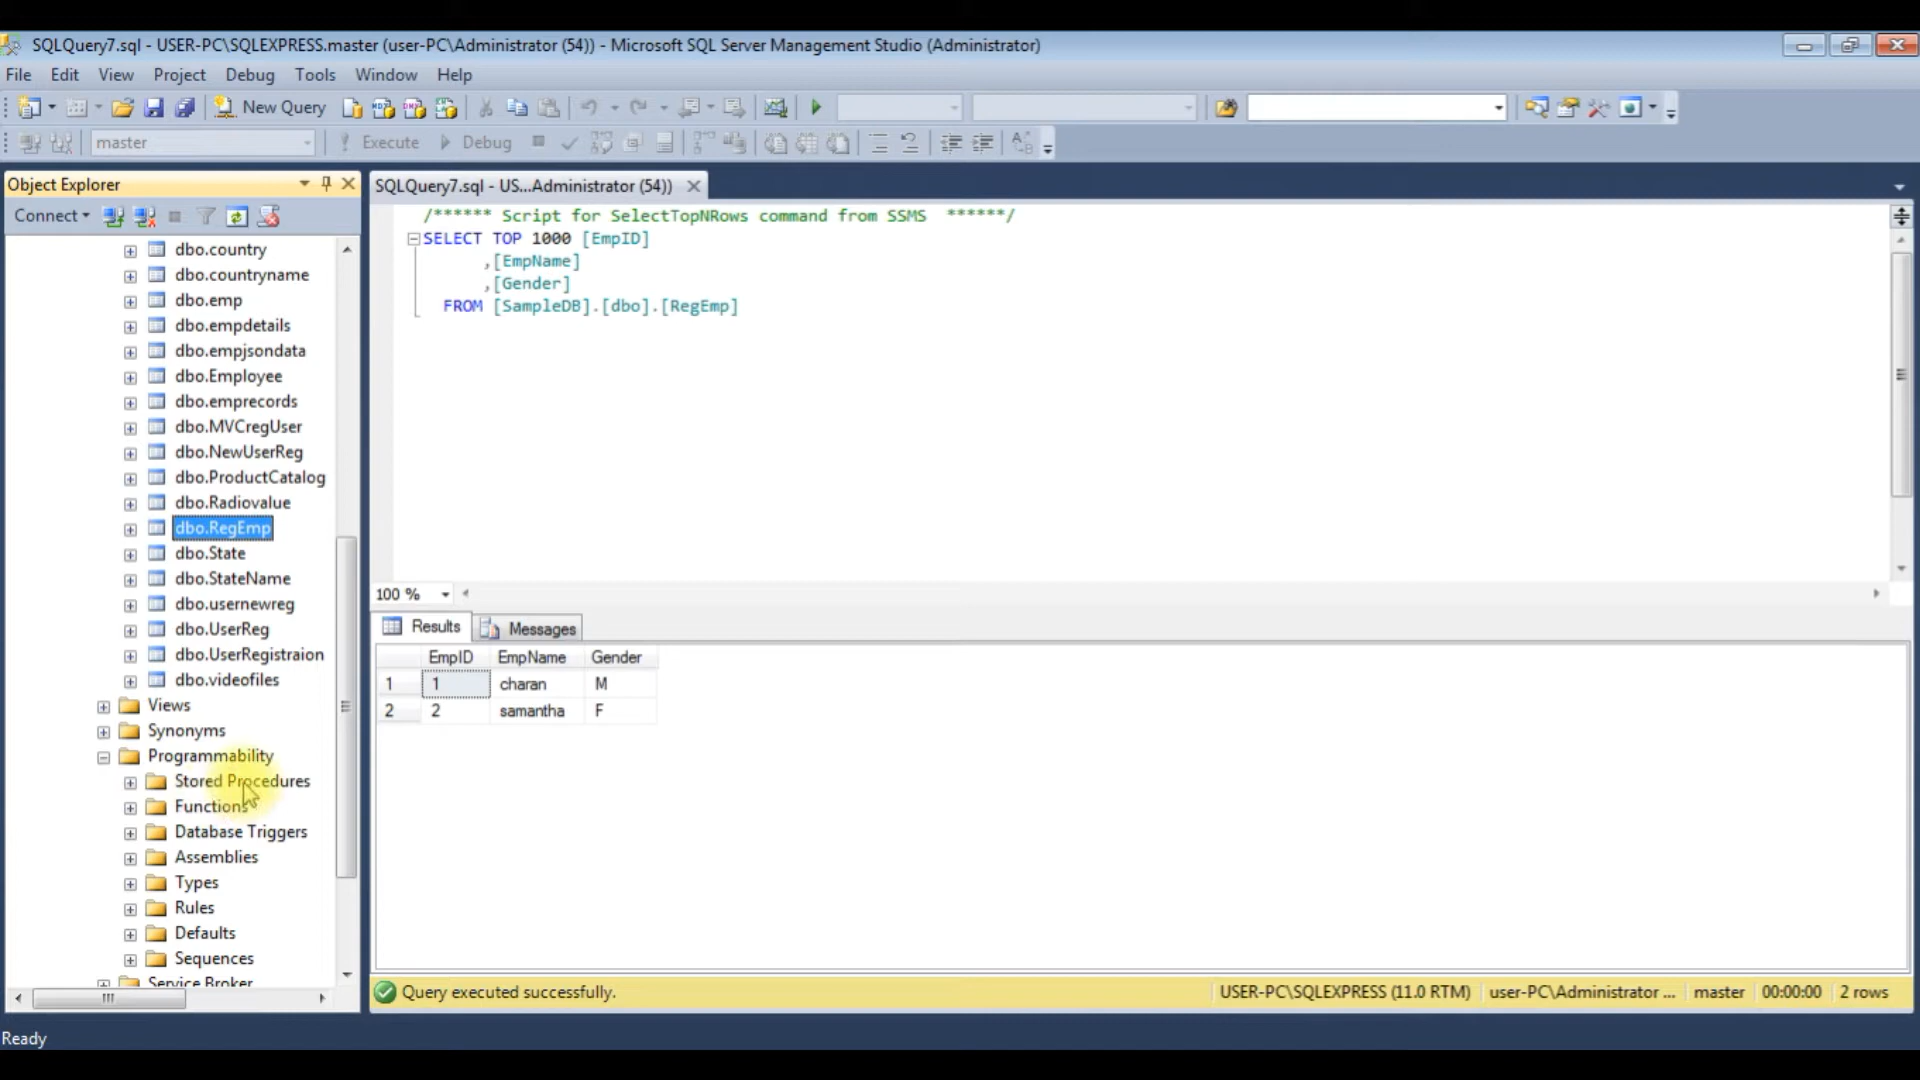 SQLQuery7.sql - USER-PC\SQLEXPRESS.master (user-PC\Administrator (54)) - Microsoft SQL Server Management Studio (Administrator)
File Edit View Project Debug Tools Window Help
New Query
master Execute Debug
Object Explorer
SQLQuery7.sql - US...Administrator (54))
Connect
dbo.country
dbo.countryname
dbo.emp
dbo.empdetails
dbo.empjsondata
dbo.Employee
dbo.emprecords
dbo.MVCregUser
dbo.NewUserReg
dbo.ProductCatalog
dbo.Radiovalue
dbo.RegEmp
dbo.State
dbo.StateName
dbo.usernewreg
dbo.UserReg
dbo.UserRegistraion
dbo.videofiles
Views
Synonyms
Programmability
Stored Procedures
Functions
Database Triggers
Assemblies
Types
Rules
Defaults
Sequences
Service Broker
/****** Script for SelectTopNRows command from SSMS ******/
SELECT TOP 1000 [EmpID]
,[EmpName]
,[Gender]
FROM [SampleDB].[dbo].[RegEmp]
100 %
Results Messages
EmpID EmpName Gender
1 1 charan M
2 2 samantha F
Query executed successfully. USER-PC\SQLEXPRESS (11.0 RTM) user-PC\Administrator ... master 00:00:00 2 rows
Ready